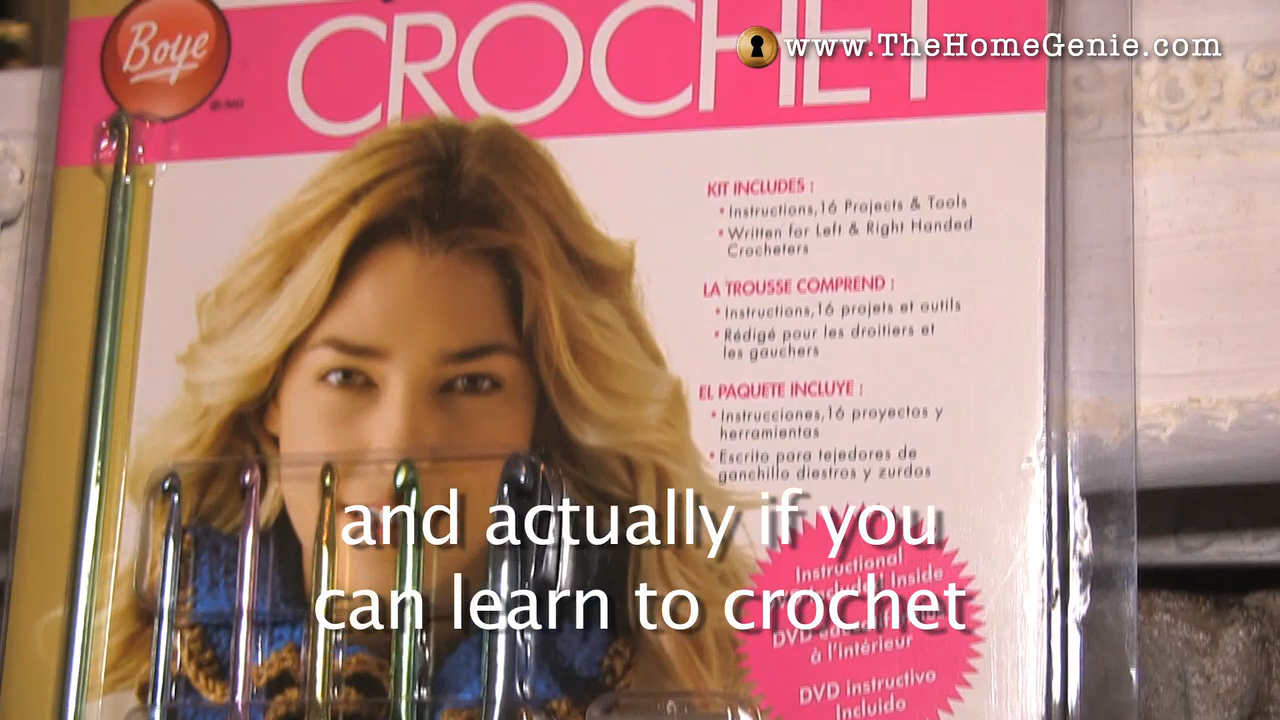 Boye
CROCHET
www.TheHomeGenie.com
KIT INCLUDES :
• Instructions,16 Projects & Tools
• Written for Left & Right Handed
Crocheters
LA TROUSSE COMPREND :
• Instructions,16 projets et outils
• Rédigé pour les droitiers et
les gauchers
EL PAQUETE INCLUYE :
• Instrucciones,16 proyectos y
herramientas
• Escrito para tejedores de
ganchillo diestros y zurdos
and actually if you
can learn to crochet
Instructional
Inside
DVD
à l'intérieur
DVD instructivo
Incluido